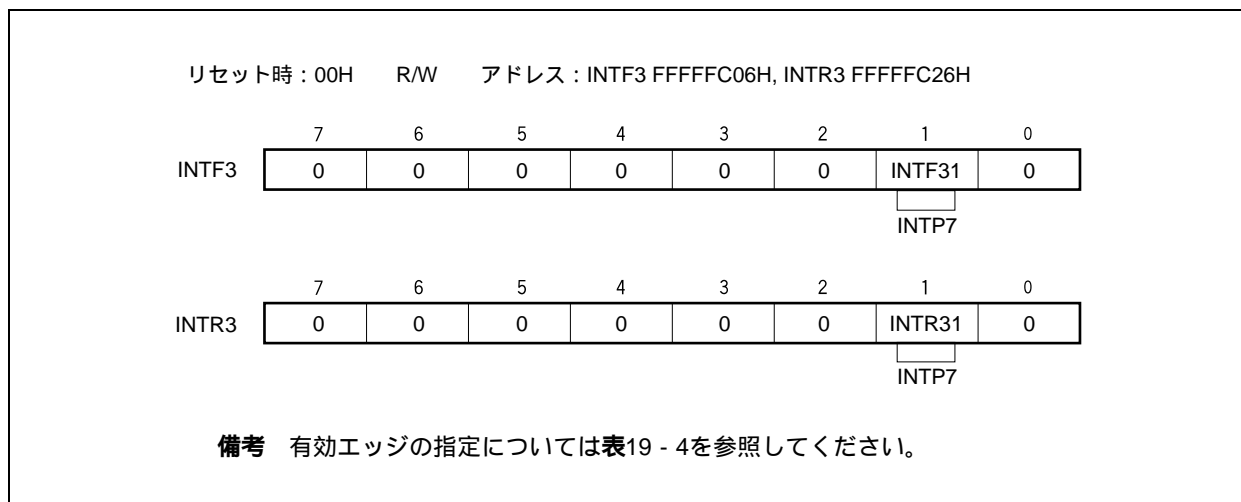 リセット時：00H R/W アドレス：INTF3 FFFFFC06H, INTR3 FFFFFC26H
7 6 5 4 3 2 1 0
INTF3 0 0 0 0 0 0 INTF31 0
INTP7
7 6 5 4 3 2 1 0
INTR3 0 0 0 0 0 0 INTR31 0
INTP7
備考 有効エッジの指定については表19 - 4を参照してください。